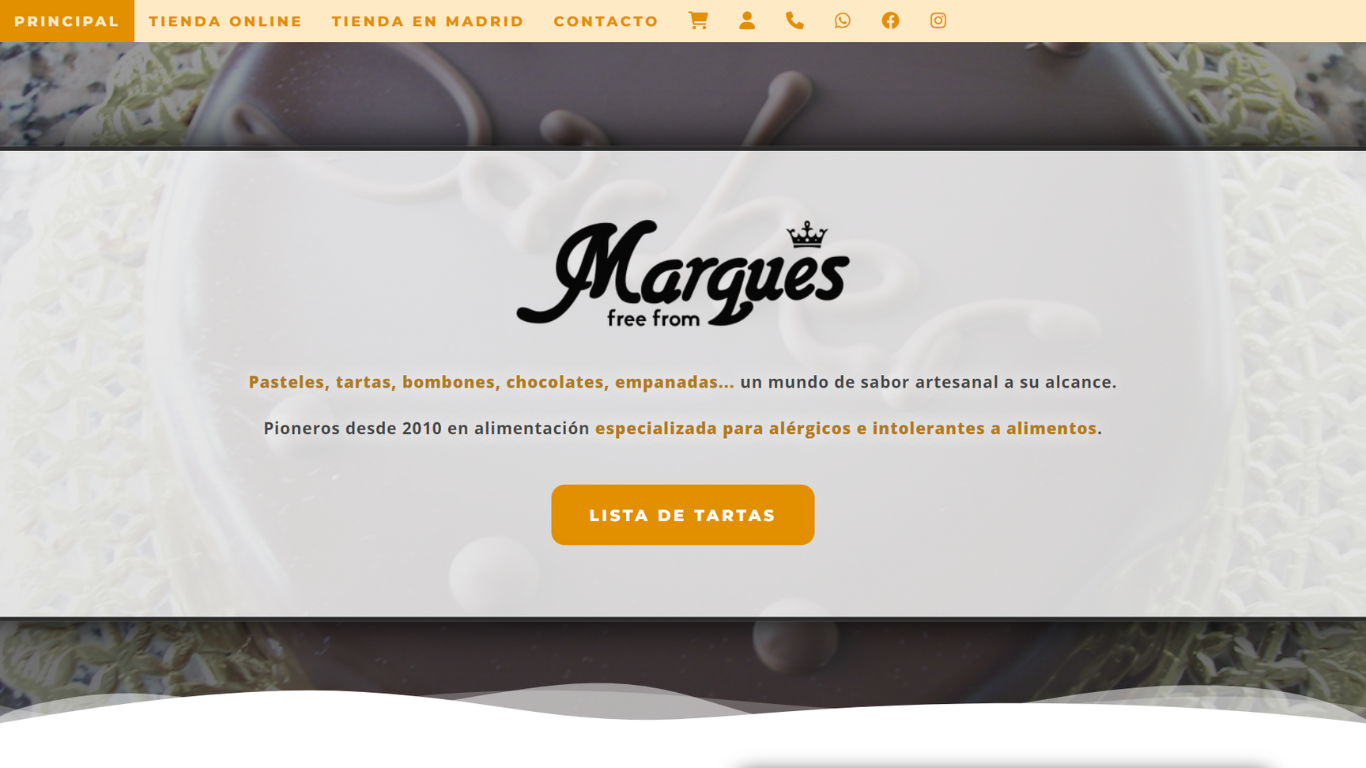 PRINCIPAL TIENDA ONLINE TIENDA EN MADRID CONTACTO
Sacher
Marques
free from
Pasteles, tartas, bombones, chocolates, empanadas... un mundo de sabor artesanal a su alcance.
Pioneros desde 2010 en alimentación especializada para alérgicos e intolerantes a alimentos.
LISTA DE TARTAS